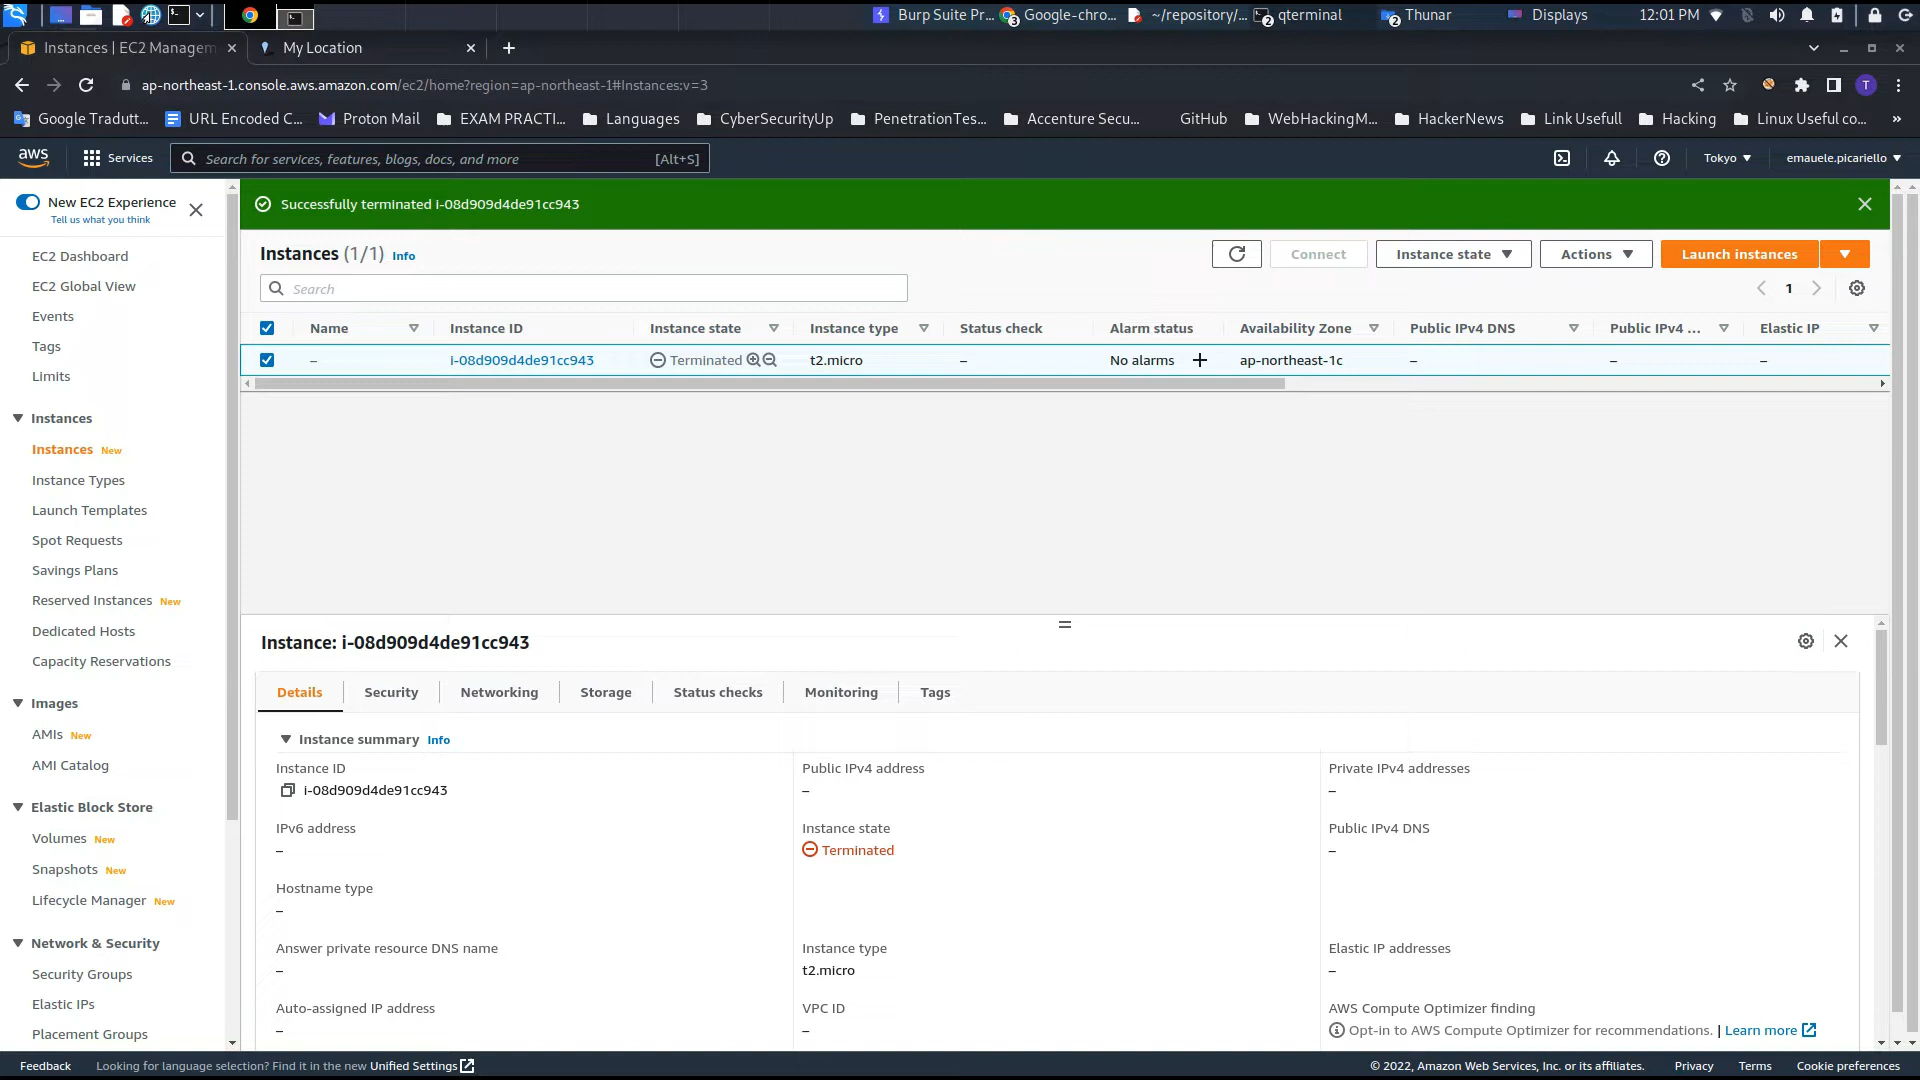 Burp Suite Pr... Google-chro... ~/repository/... qterminal Thunar Displays 12:01 PM
3 2 2
Instances | EC2 Managem My Location
ap-northeast-1.console.aws.amazon.com/ec2/home?region=ap-northeast-1#Instances:v=3 T
Google Tradutt... URL Encoded C... Proton Mail EXAM PRACTI... Languages CyberSecurityUp PenetrationTes... Accenture Secu... GitHub WebHackingM... HackerNews Link Usefull Hacking Linux Useful co... »
aws Services Search for services, features, blogs, docs, and more [Alt+S] Tokyo emauele.picariello
New EC2 Experience
Tell us what you think
EC2 Dashboard
EC2 Global View
Events
Tags
Limits
Instances
Instances New
Instance Types
Launch Templates
Spot Requests
Savings Plans
Reserved Instances New
Dedicated Hosts
Capacity Reservations
Images
AMIs New
AMI Catalog
Elastic Block Store
Volumes New
Snapshots New
Lifecycle Manager New
Network & Security
Security Groups
Elastic IPs
Placement Groups
Successfully terminated i-08d909d4de91cc943
Instances (1/1) Info Connect Instance state Actions Launch instances
Search 1
Name Instance ID Instance state Instance type Status check Alarm status Availability Zone Public IPv4 DNS Public IPv4 ... Elastic IP
– i-08d909d4de91cc943 Terminated t2.micro – No alarms + ap-northeast-1c – – –
Instance: i-08d909d4de91cc943
Details Security Networking Storage Status checks Monitoring Tags
Instance summary Info
Instance ID Public IPv4 address Private IPv4 addresses
i-08d909d4de91cc943 – –
IPv6 address Instance state Public IPv4 DNS
– Terminated –
Hostname type
–
Answer private resource DNS name Instance type Elastic IP addresses
– t2.micro –
Auto-assigned IP address VPC ID AWS Compute Optimizer finding
– – Opt-in to AWS Compute Optimizer for recommendations. | Learn more
Feedback Looking for language selection? Find it in the new Unified Settings © 2022, Amazon Web Services, Inc. or its affiliates. Privacy Terms Cookie preferences